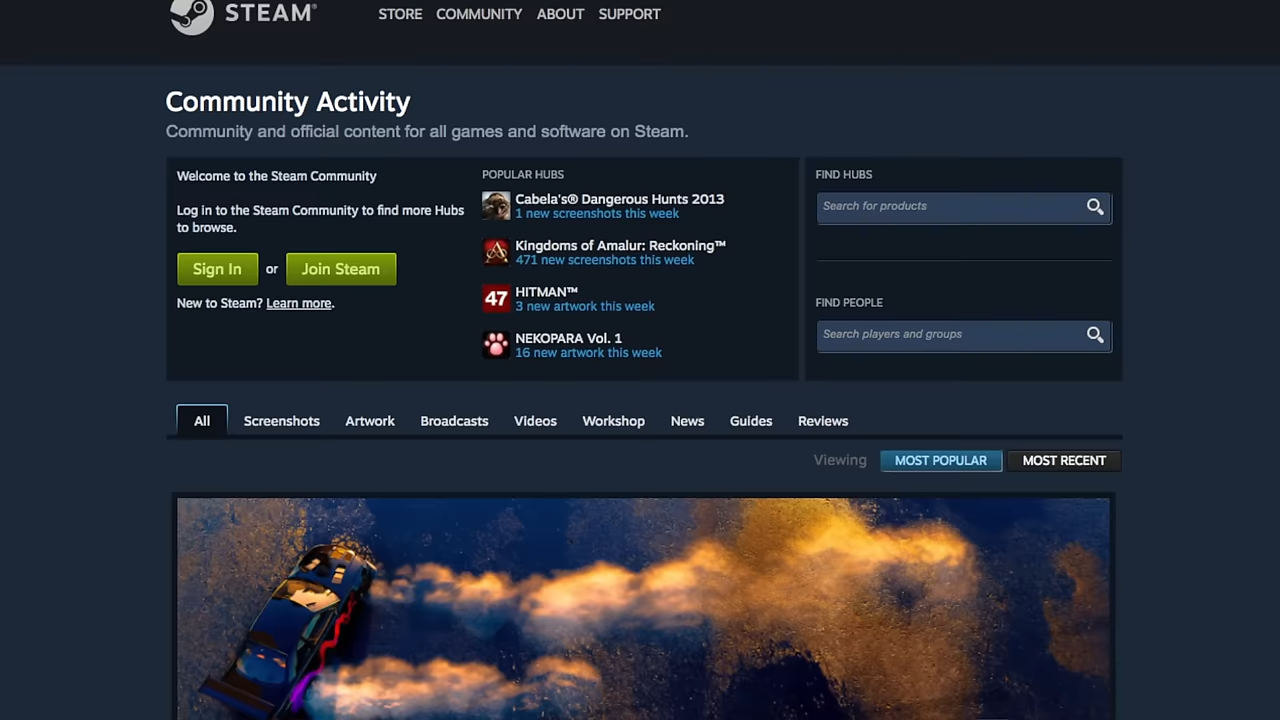 STEAM®
STORE COMMUNITY ABOUT SUPPORT
Community Activity
Community and official content for all games and software on Steam.
Welcome to the Steam Community
Log in to the Steam Community to find more Hubs
to browse.
Sign In or Join Steam
New to Steam? Learn more.
POPULAR HUBS
Cabela's® Dangerous Hunts 2013
1 new screenshots this week
Kingdoms of Amalur: Reckoning™
471 new screenshots this week
47
HITMAN™
3 new artwork this week
NEKOPARA Vol. 1
16 new artwork this week
FIND HUBS
Search for products
FIND PEOPLE
Search players and groups
All Screenshots Artwork Broadcasts Videos Workshop News Guides Reviews
Viewing MOST POPULAR MOST RECENT